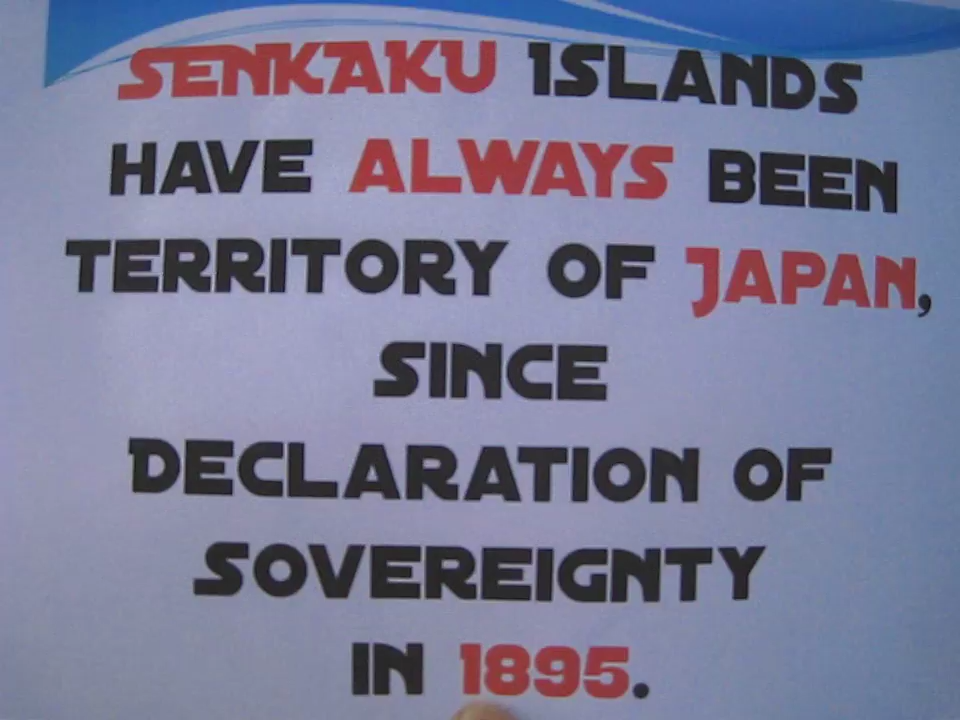 SENKAKU ISLANDS
HAVE ALWAYS BEEN
TERRITORY OF JAPAN,
SINCE
DECLARATION OF
SOVEREIGNTY
IN 1895.